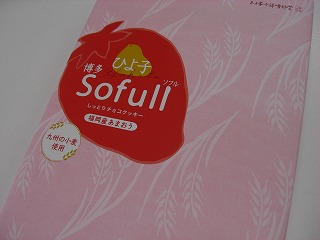 ひよ子
博多
Sofull
ソフル
しっとりチョコクッキー
福岡産あまおう
九州の小麦
使用